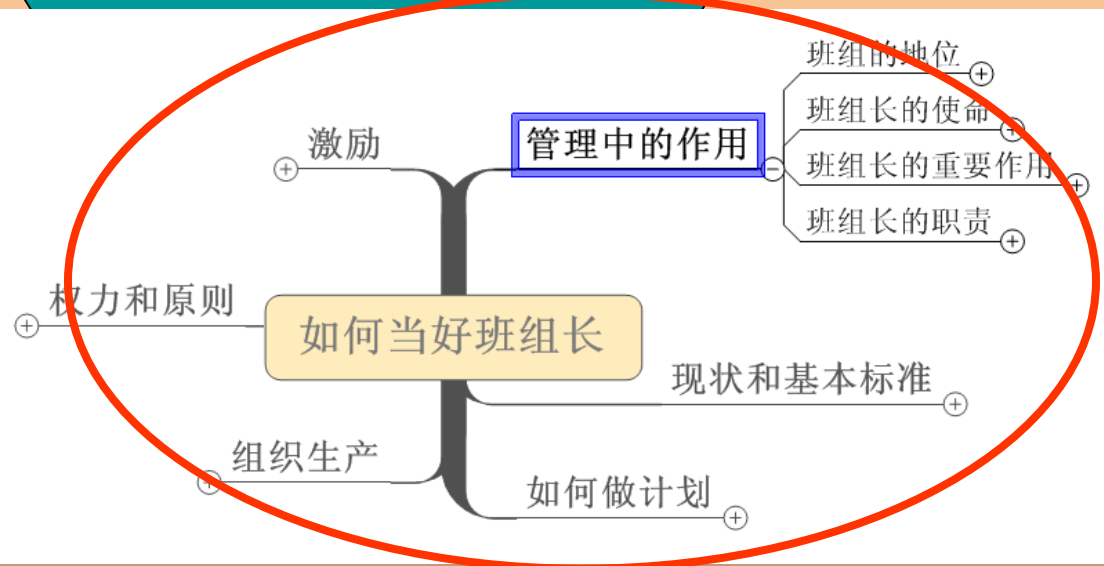 班组的地位
班组长的使命
激励
管理中的作用
班组长的重要作用
班组长的职责
权力和原则
如何当好班组长
现状和基本标准
组织生产
如何做计划